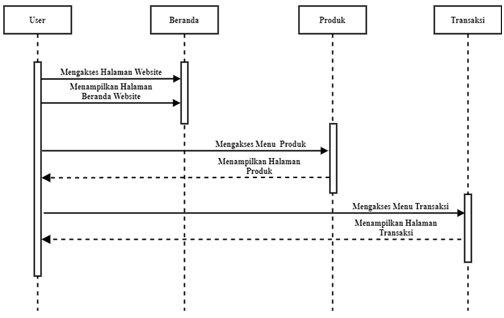 User
Beranda
Produk
Transaksi
Mengakses Halaman Website
Menampilkan Halaman
Beranda Website
Mengakses Menu Produk
Menampilkan Halaman
Produk
Mengakses Menu Transaksi
Menampilkan Halaman
Transaksi